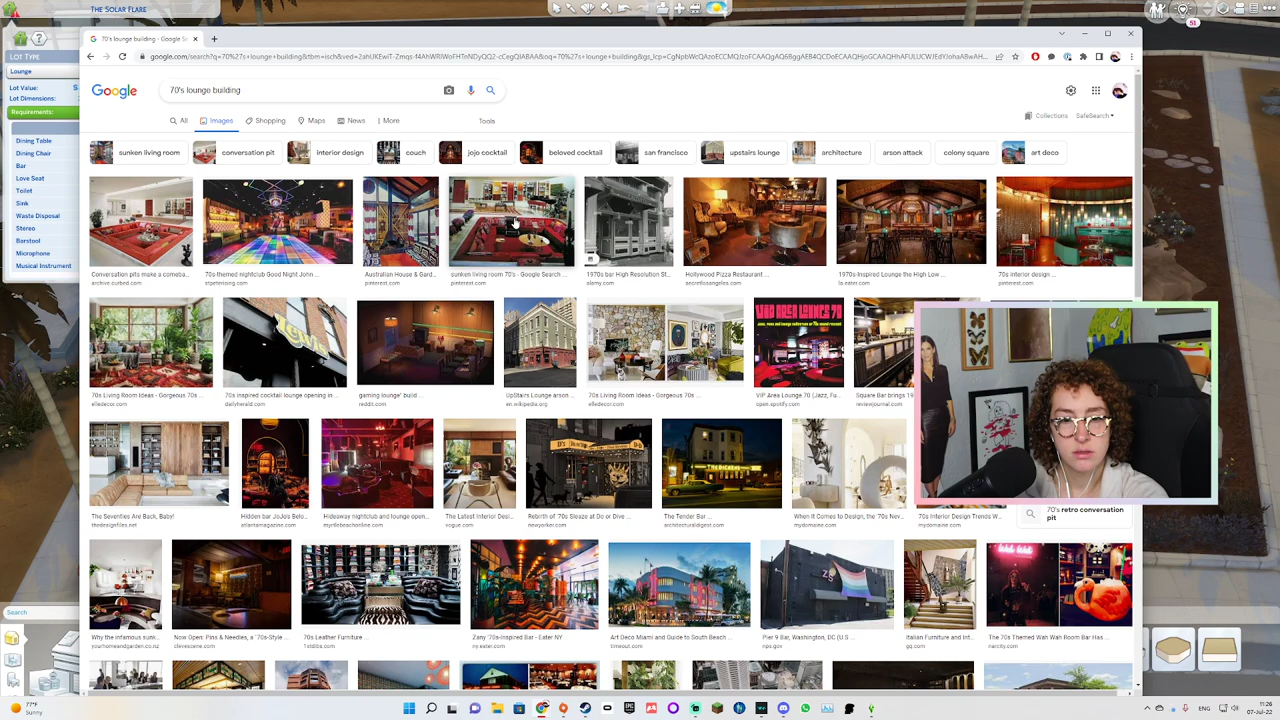 THE SOLAR FLARE
51
70's lounge building - Google Se
LOT TYPE
Lounge
Lot Value:
Lot Dimensions:
Requirements:
Dining Table
Dining Chair
Bar
Love Seat
Toilet
Sink
Waste Disposal
Stereo
Barstool
Microphone
Musical Instrument
Search
Google
70's lounge building
All
Images
Shopping
Maps
News
More
Tools
Collections
SafeSearch
sunken living room
conversation pit
interior design
couch
jojo cocktail
beloved cocktail
san francisco
upstairs lounge
architecture
arson attack
colony square
art deco
Conversation pits make a comeba...
archive.curbed.com
70s-themed nightclub Good Night John ...
stpeterising.com
Australian House & Gard...
pinterest.com
sunken living room 70's - Google Search ...
pinterest.com
1970s bar High Resolution St...
alamy.com
Hollywood Pizza Restaurant ...
secretlosangeles.com
1970s-Inspired Lounge the High Low ...
la.eater.com
70s interior design ...
pinterest.com
70s Living Room Ideas - Gorgeous 70s ...
elledecor.com
70s inspired cocktail lounge opening in ...
dailyherald.com
gaming lounge' build ...
reddit.com
UpStairs Lounge arson ...
en.wikipedia.org
70s Living Room Ideas - Gorgeous 70s ...
elledecor.com
VIP AREA LOUNGE 70
VIP Area Lounge 70 (Jazz, Fu...
open.spotify.com
Square Bar brings 19
reviewjournal.com
The Seventies Are Back, Baby!
thedesignfiles.net
Hidden bar JoJo's Belo...
atlantamagazine.com
Hideaway nightclub and lounge open...
myrtlebeachonline.com
The Latest Interior Desi...
vogue.com
Rebirth of '70s Sleaze at Do or Dive ...
newyorker.com
The Tender Bar ...
architecturaldigest.com
When It Comes to Design, the '70s Nev...
mydomaine.com
70s Interior Design Trends W...
mydomaine.com
70's retro conversation
pit
Why the infamous sunk...
yourhomeandgarden.co.nz
Now Open: Pins & Needles, a '70s-Style ...
stevescene.com
70s Leather Furniture ...
1stdibs.com
Zany '70s-Inspired Bar - Eater NY
ny.eater.com
Art Deco Miami and Guide to South Beach ...
timeout.com
Pier 9 Bar, Washington, DC (U.S ...
nps.gov
Italian Furniture and Int...
gq.com
The 70s Themed Wah Wah Room Bar Has ...
narcity.com
77°F
Sunny
ENG
11:26
07-Jul-22